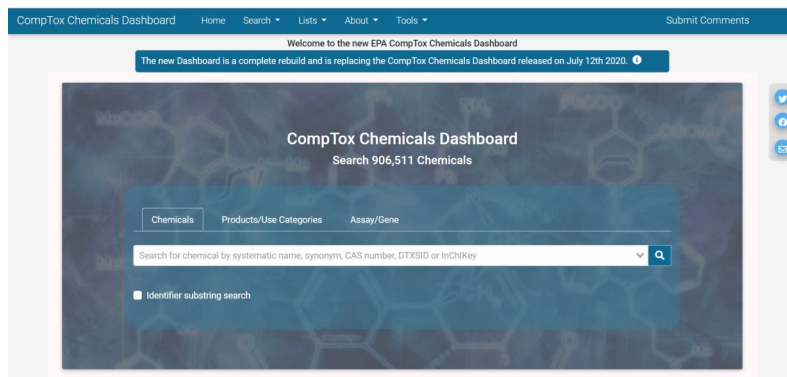 CompTox Chemicals Dashboard Home Search Lists About Tools Submit Comments
Welcome to the new EPA CompTox Chemicals Dashboard
The new Dashboard is a complete rebuild and is replacing the CompTox Chemicals Dashboard released on July 12th 2020.
CompTox Chemicals Dashboard
Search 906,511 Chemicals
Chemicals Products/Use Categories Assay/Gene
Search for chemical by systematic name, synonym, CAS number, DTXSID or InChIKey
Identifier substring search